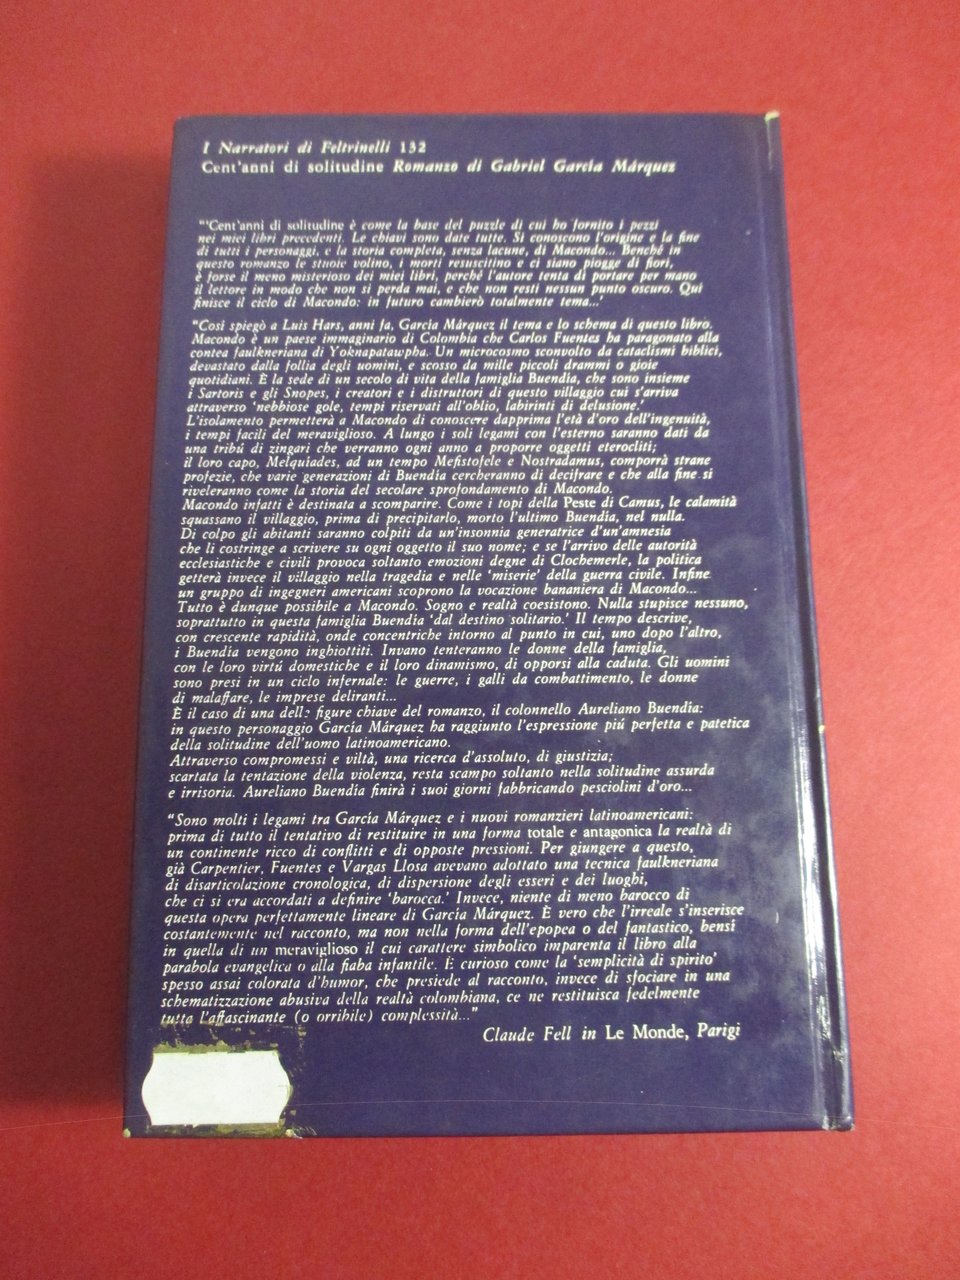 I Narratori di Feltrinelli 132
Cent'anni di solitudine Romanzo di Gabriel García Márquez
"'Cent'anni di solitudine è come la base del puzzle di cui ho fornito i pezzi
nei miei libri precedenti. Le chiavi sono date tutte. Si conoscono l'origine e la fine
di tutti i personaggi, e la storia completa, senza lacune, di Macondo... Benché in
questo romanzo le stuoie volino, i morti resuscitino e ci siano piogge di fiori,
è forse il meno misterioso dei miei libri, perché l'autore tenta di portare per mano
il lettore in modo che non si perda mai, e che non resti nessun punto oscuro. Qui
finisce il ciclo di Macondo: in futuro cambierò totalmente tema...'
"Così spiegò a Luis Hars, anni fa, García Márquez il tema e lo schema di questo libro.
Macondo è un paese immaginario di Colombia che Carlos Fuentes ha paragonato alla
contea faulkneriana di Yoknapatawpha. Un microcosmo sconvolto da cataclismi biblici,
devastato dalla follia degli uomini, e scosso da mille piccoli drammi o gioie
quotidiani. È la sede di un secolo di vita della famiglia Buendía, che sono insieme
i Sartoris e gli Snopes, i creatori e i distruttori di questo villaggio cui s'arriva
attraverso 'nebbiose gole, tempi riservati all'oblio, labirinti di delusione.'
L'isolamento permetterà a Macondo di conoscere dapprima l'età d'oro dell'ingenuità,
i tempi facili del meraviglioso. A lungo i soli legami con l'esterno saranno dati da
una tribú di zingari che verranno ogni anno a proporre oggetti eterocliti;
il loro capo, Melquíades, ad un tempo Mefistofele e Nostradamus, comporrà strane
profezie, che varie generazioni di Buendía cercheranno di decifrare e che alla fine si
riveleranno come la storia del secolare sprofondamento di Macondo.
Macondo infatti è destinata a scomparire. Come i topi della Peste di Camus, le calamità
squassano il villaggio, prima di precipitarlo, morto l'ultimo Buendía, nel nulla.
Di colpo gli abitanti saranno colpiti da un'insonnia generatrice d'un'amnesia
che li costringe a scrivere su ogni oggetto il suo nome; e se l'arrivo delle autorità
ecclesiastiche e civili provoca soltanto emozioni degne di Clochemerle, la politica
getterà invece il villaggio nella tragedia e nelle 'miserie' della guerra civile. Infine
un gruppo di ingegneri americani scoprono la vocazione bananiera di Macondo...
Tutto è dunque possibile a Macondo. Sogno e realtà coesistono. Nulla stupisce nessuno,
soprattutto in questa famiglia Buendía 'dal destino solitario.' Il tempo descrive,
con crescente rapidità, onde concentriche intorno al punto in cui, uno dopo l'altro,
i Buendía vengono inghiottiti. Invano tenteranno le donne della famiglia,
con le loro virtú domestiche e il loro dinamismo, di opporsi alla caduta. Gli uomini
sono presi in un ciclo infernale: le guerre, i galli da combattimento, le donne
di malaffare, le imprese deliranti...
È il caso di una delle figure chiave del romanzo, il colonnello Aureliano Buendía:
in questo personaggio García Márquez ha raggiunto l'espressione piú perfetta e patetica
della solitudine dell'uomo latinoamericano.
Attraverso compromessi e viltà, una ricerca d'assoluto, di giustizia;
scartata la tentazione della violenza, resta scampo soltanto nella solitudine assurda
e irrisoria. Aureliano Buendía finirà i suoi giorni fabbricando pesciolini d'oro...
"Sono molti i legami tra García Márquez e i nuovi romanzieri latinoamericani:
prima di tutto il tentativo di restituire in una forma totale e antagonica la realtà di
un continente ricco di conflitti e di opposte pressioni. Per giungere a questo,
già Carpentier, Fuentes e Vargas Llosa avevano adottato una tecnica faulkneriana
di disarticolazione cronologica, di dispersione degli esseri e dei luoghi,
che ci si era accordati a definire 'barocca.' Invece, niente di meno barocco di
questa opera perfettamente lineare di García Márquez. È vero che l'irreale s'inserisce
costantemente nel racconto, ma non nella forma dell'epopea o del fantastico, bensí
in quella di un meraviglioso il cui carattere simbolico imparenta il libro alla
parabola evangelica o alla fiaba infantile. È curioso come la 'semplicità di spirito'
spesso assai colorata d'humor, che presiede al racconto, invece di sfociare in una
schematizzazione abusiva della realtà colombiana, ce ne restituisca fedelmente
tutta l'affascinante (o orribile) complessità..."
Claude Fell in Le Monde, Parigi